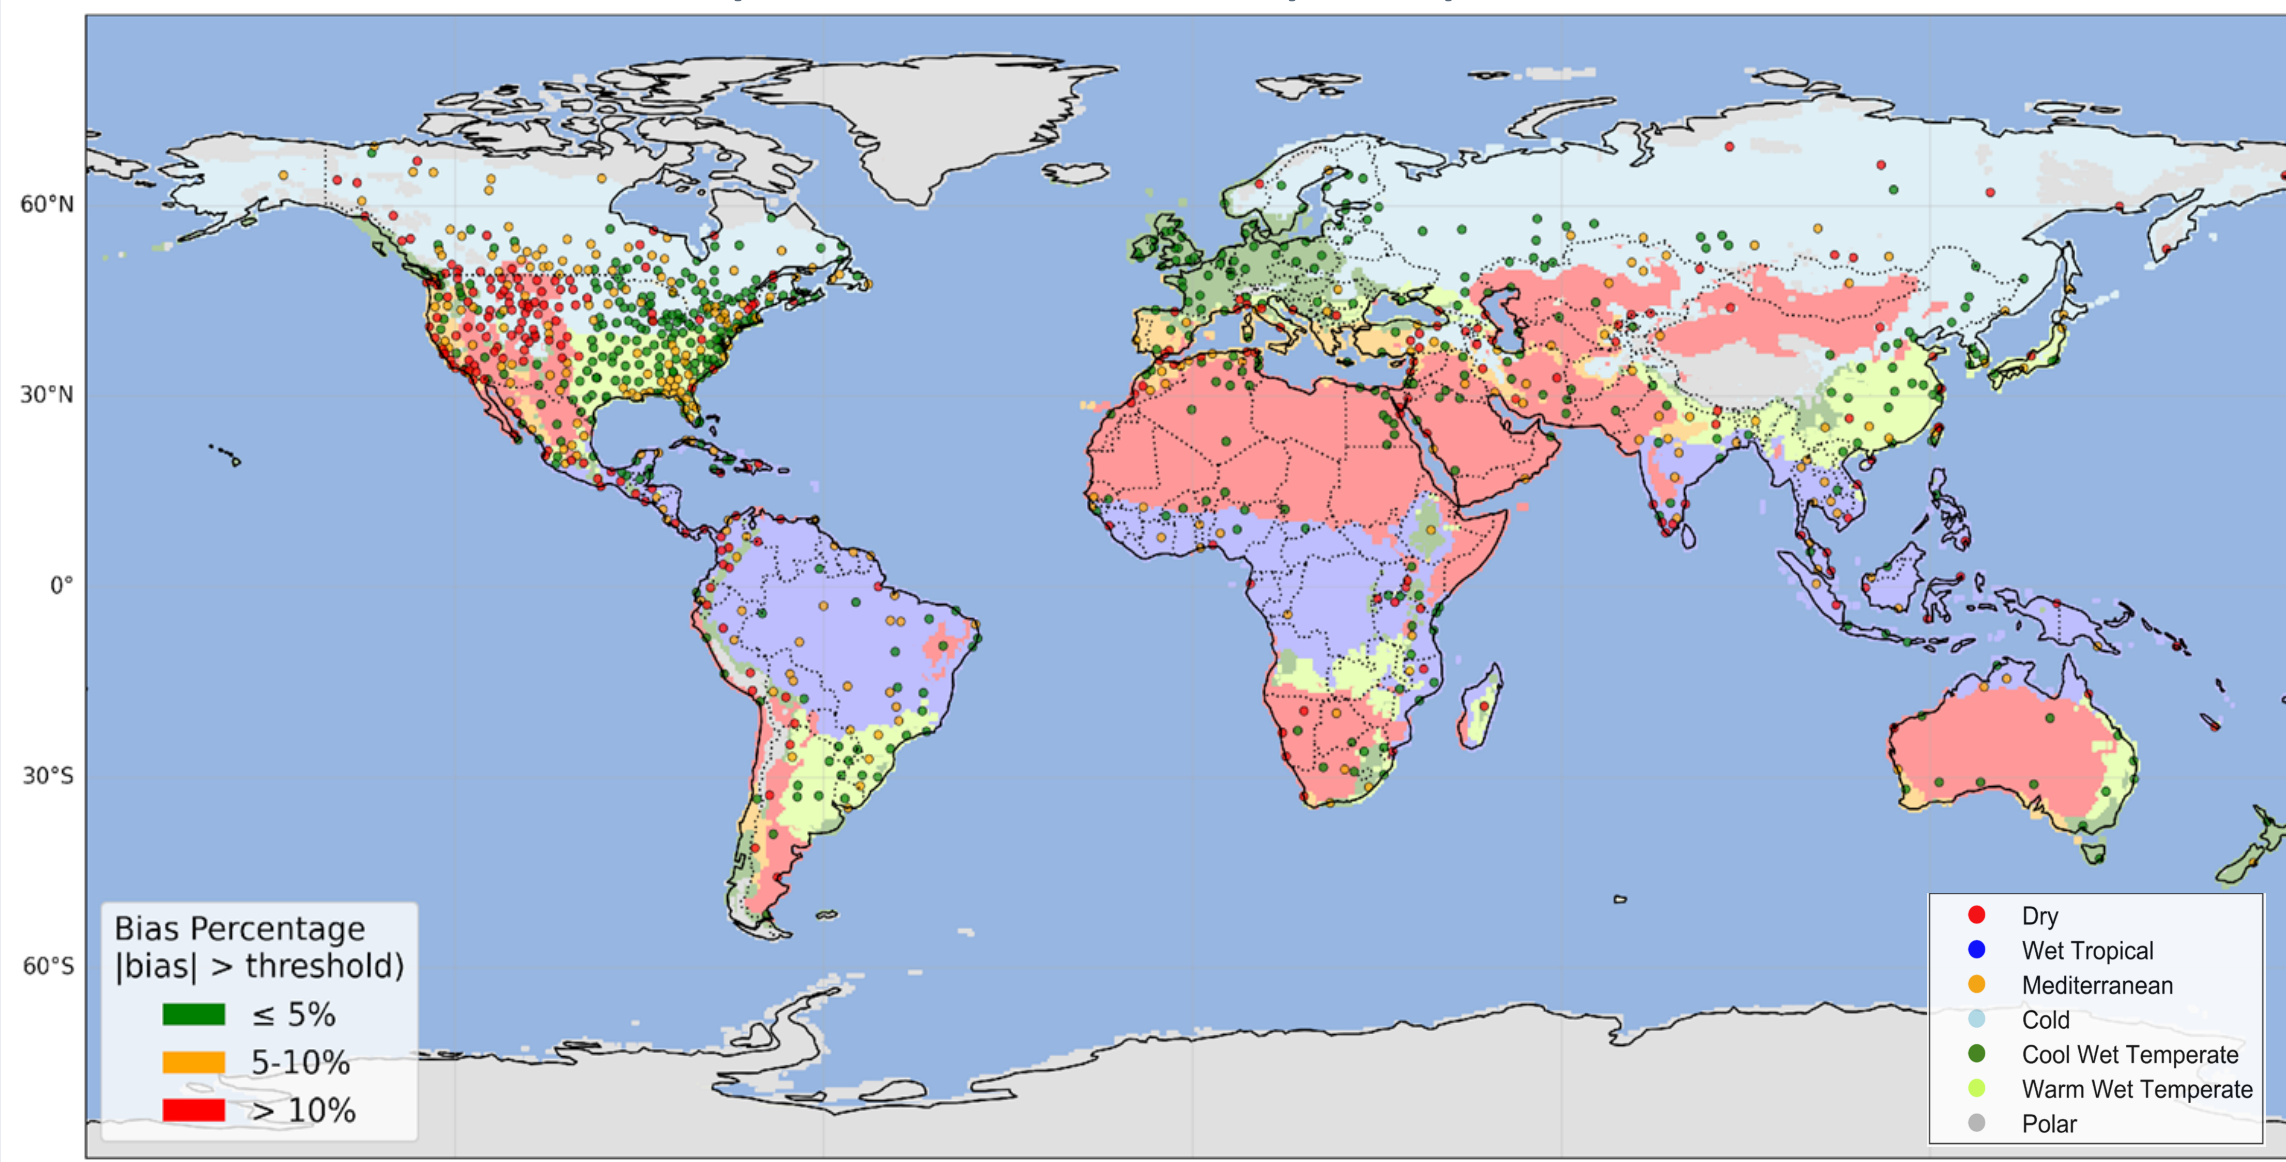 60°N
30°N
0°
30°S
60°S
Bias Percentage
|bias| > threshold)
≤ 5%
5-10%
> 10%
Dry
Wet Tropical
Mediterranean
Cold
Cool Wet Temperate
Warm Wet Temperate
Polar